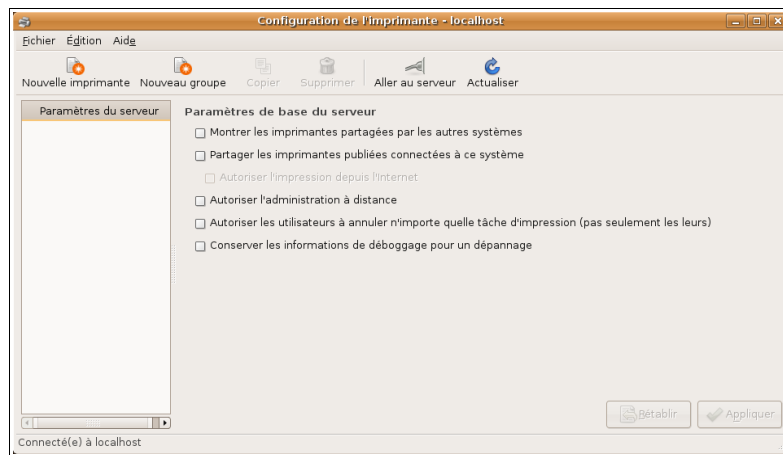 Configuration de l'imprimante - localhost
Fichier Édition Aide
Nouvelle imprimante Nouveau groupe Copier Supprimer Aller au serveur Actualiser
Paramètres du serveur
Paramètres de base du serveur
Montrer les imprimantes partagées par les autres systèmes
Partager les imprimantes publiées connectées à ce système
Autoriser l'impression depuis l'Internet
Autoriser l'administration à distance
Autoriser les utilisateurs à annuler n'importe quelle tâche d'impression (pas seulement les leurs)
Conserver les informations de déboggage pour un dépannage
Rétablir Appliquer
Connecté(e) à localhost